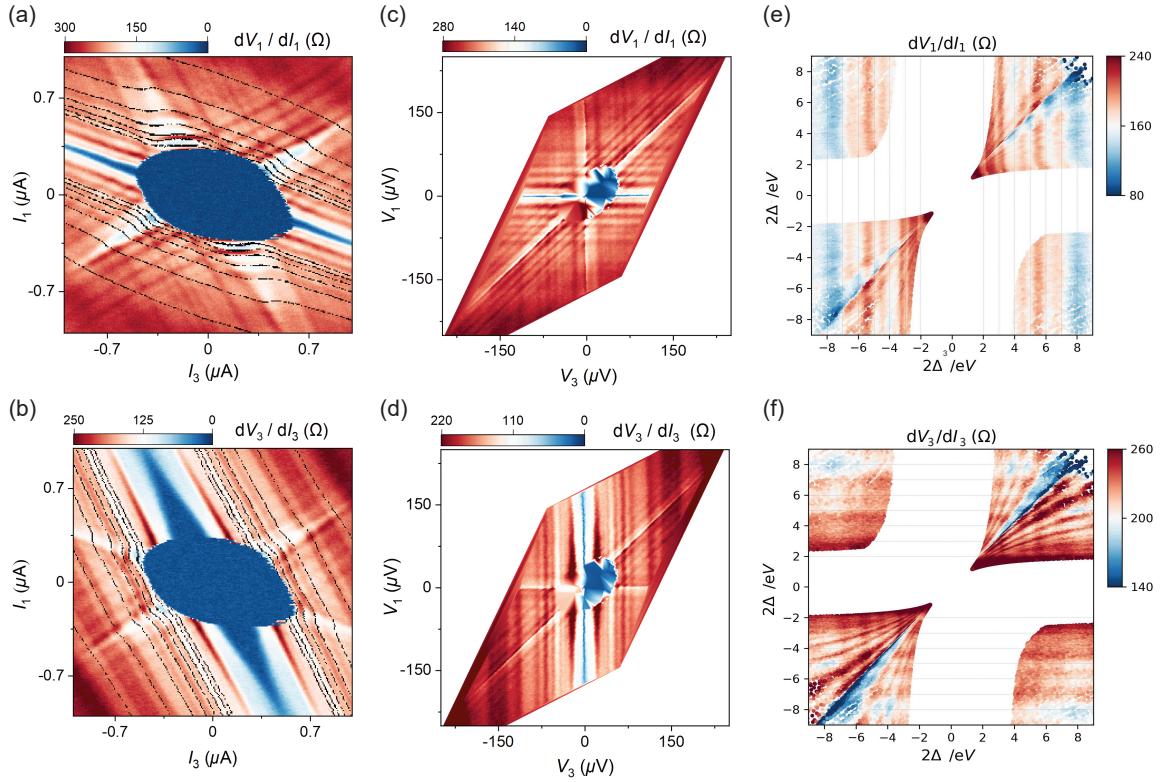 (a)
dV₁ / dI₁ (Ω)
300 150 0
I₁ (µA)
0.7
0
-0.7
-0.7 0 0.7
I₃ (µA)
(c)
dV₁ / dI₁ (Ω)
280 140 0
V₁ (µV)
150
0
-150
-150 0 150
V₃ (µV)
(e)
dV₁/dI₁ (Ω)
2Δ /eV
8
6
4
2
0
−2
−4
−6
−8
−8 −6 −4 −2 0 2 4 6 8
3
2Δ /eV
240
200
160
120
80
(b)
dV₃ / dI₃ (Ω)
250 125 0
I₁ (µA)
0.7
0
-0.7
-0.7 0 0.7
I₃ (µA)
(d)
dV₃ / dI₃ (Ω)
220 110 0
V₁ (µV)
150
0
-150
-150 0 150
V₃ (µV)
(f)
dV₃/dI₃ (Ω)
2Δ /eV
8
6
4
2
0
−2
−4
−6
−8
−8 −6 −4 −2 0 2 4 6 8
2Δ /eV
260
220
180
140